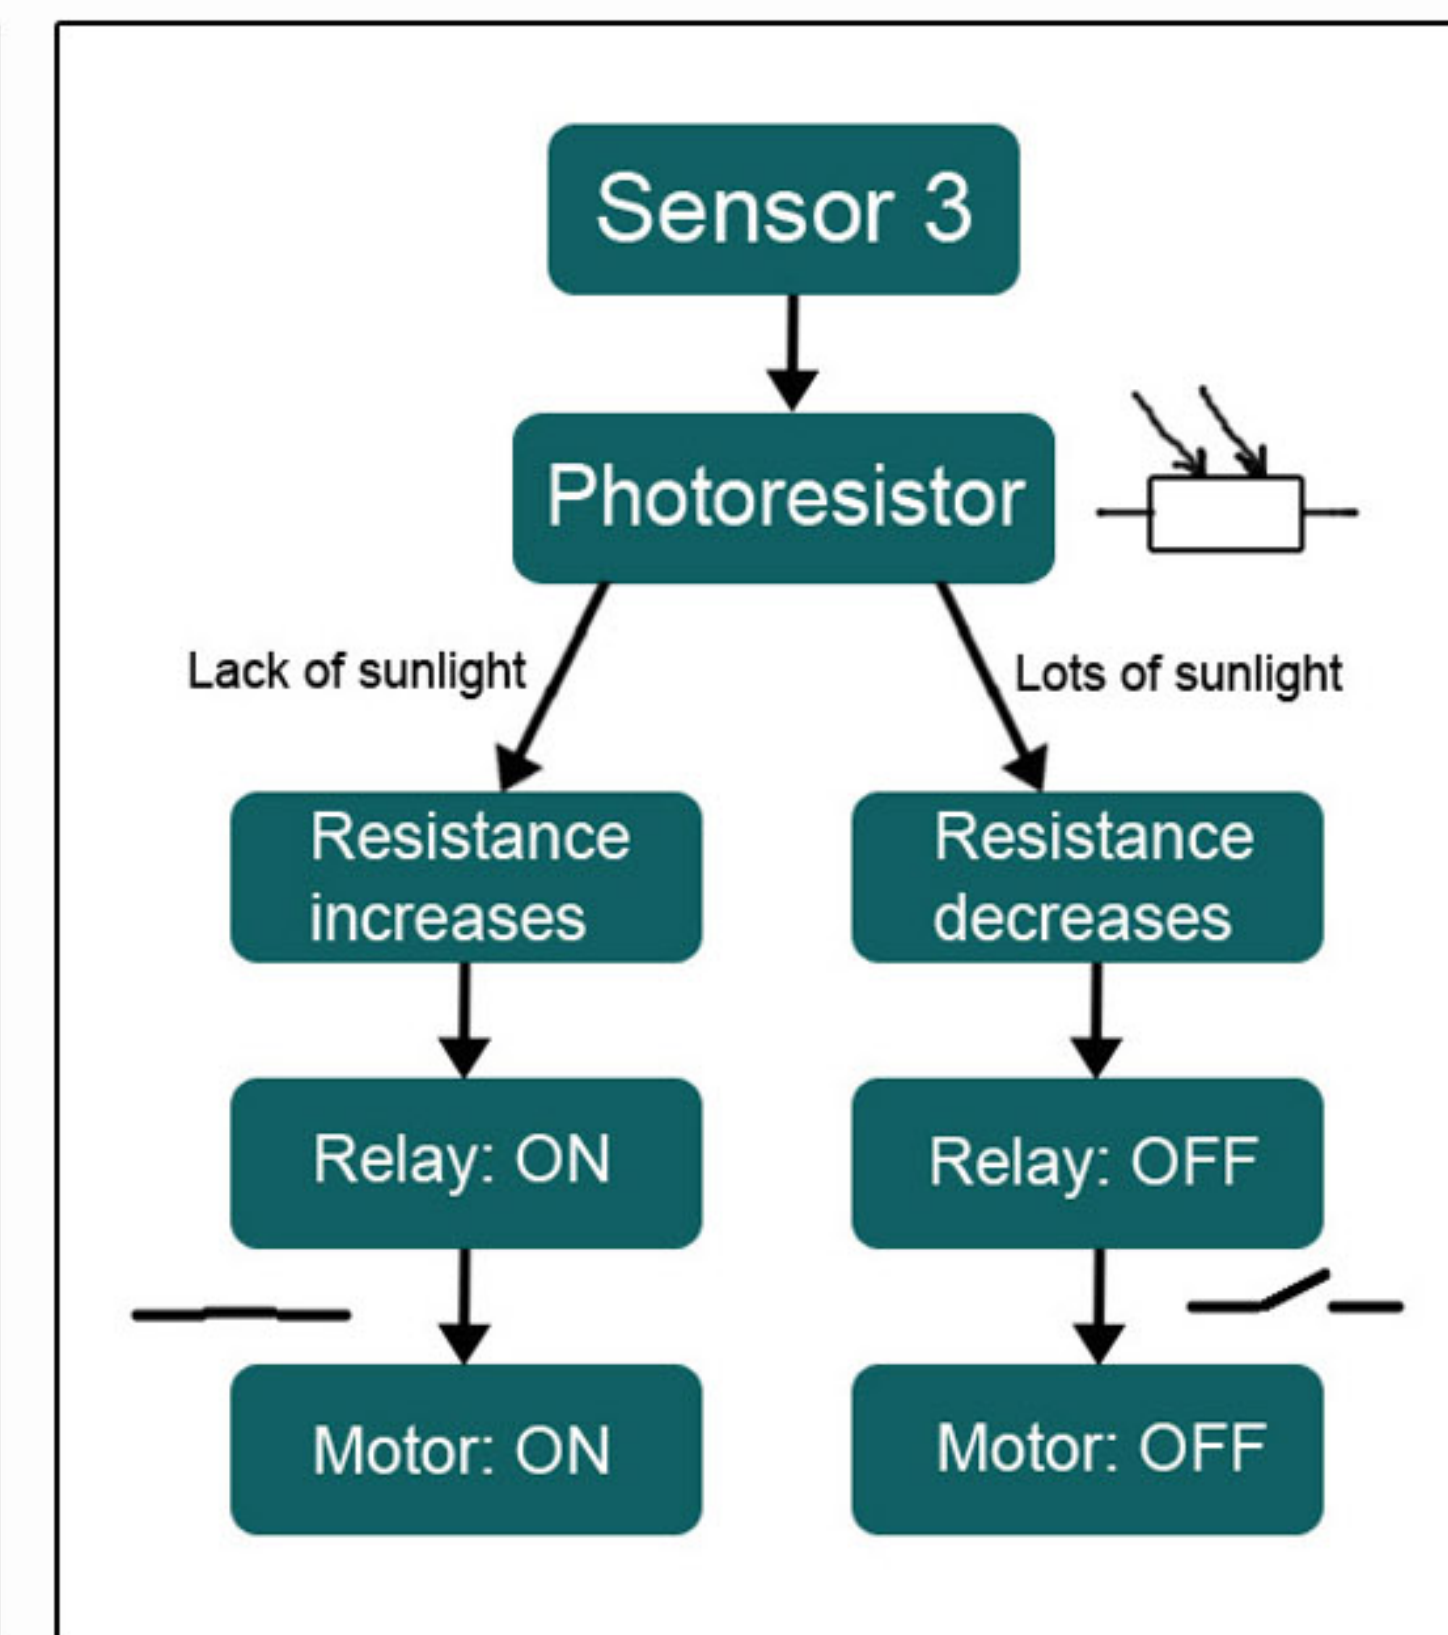 Sensor 3
Photoresistor
Lack of sunlight
Lots of sunlight
Resistance
increases
Resistance
decreases
Relay: ON
Relay: OFF
Motor: ON
Motor: OFF